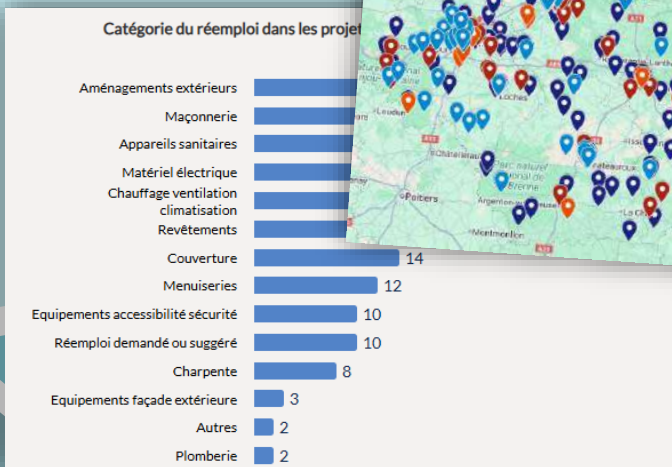 Catégorie du réemploi dans les
Aménagements extérieurs
Maçonnerie
Appareils sanitaires
Matériel électrique
Chauffage ventilation
climatisation
Revêtements
Couverture 14
Menuiseries 12
Equipements accessibilité sécurité 10
Réemploi demandé ou suggéré 10
Charpente 8
Equipements façade extérieure 3
Autres 2
Plomberie 2
Loches
Poitiers
Montmorillon